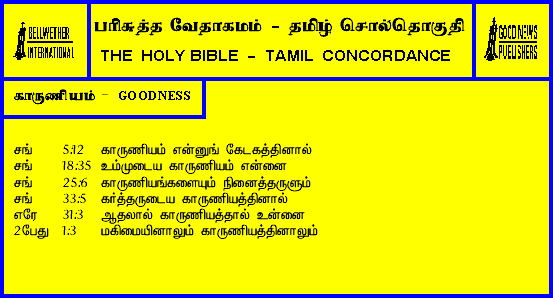 BELLWETHER
INTERNATIONAL
பரிசுத்த வேதாகமம் - தமிழ் சொல்தொகுதி
THE HOLY BIBLE - TAMIL CONCORDANCE
GOOD NEWS
PUBLISHERS
காருணியம் - GOODNESS
சங் 5:12 காருணியம் என்னுங் கேடகத்தினால்
சங் 18:35 உம்முடைய காருணியம் என்னை
சங் 25:6 காருணியங்களையும் நினைத்தருளும்
சங் 33:5 கர்த்தருடைய காருணியத்தினால்
எரே 31:3 ஆதலால் காருணியத்தால் உன்னை
2பேது 1:3 மகிமையினாலும் காருணியத்தினாலும்